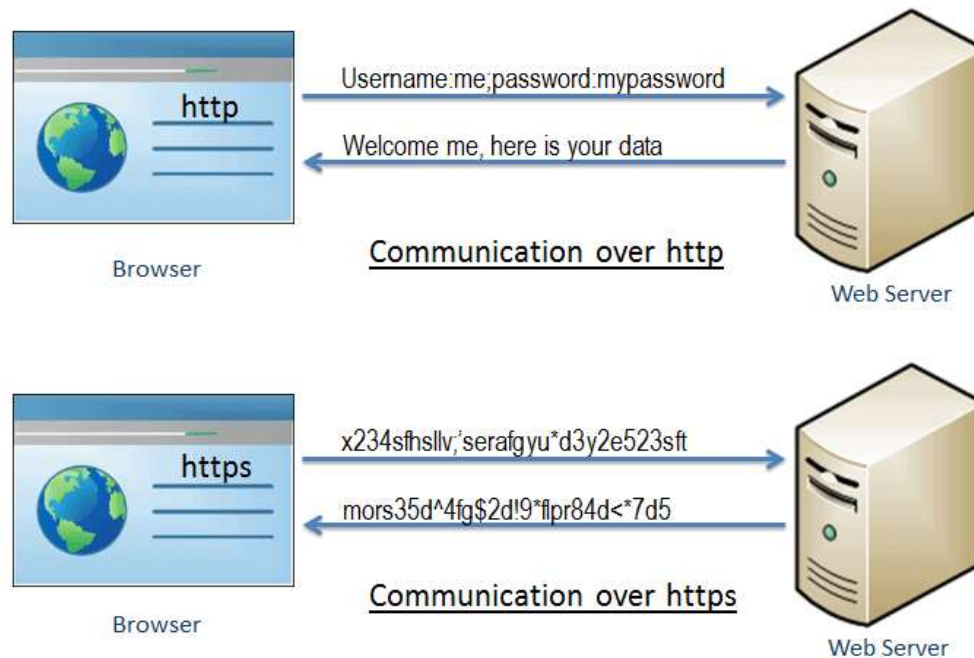 http
Username:me;password:mypassword
Welcome me, here is your data
Communication over http
Browser
Web Server
https
x234sfhsllv;'serafgyu*d3y2e523sft
mors35d^4fg$2d!9*flpr84d<*7d5
Communication over https
Browser
Web Server